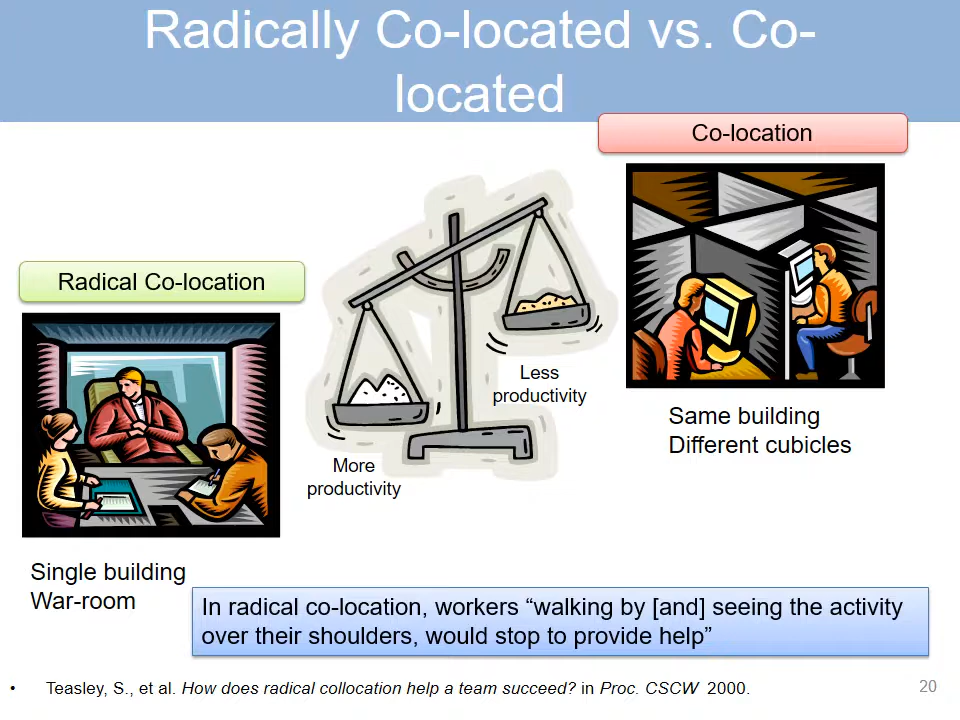 Radically Co-located vs. Co-
located
Co-location
Radical Co-location
Less
productivity
Same building
Different cubicles
More
productivity
Single building
War-room
In radical co-location, workers “walking by [and] seeing the activity
over their shoulders, would stop to provide help”
• Teasley, S., et al. How does radical collocation help a team succeed? in Proc. CSCW 2000.
20